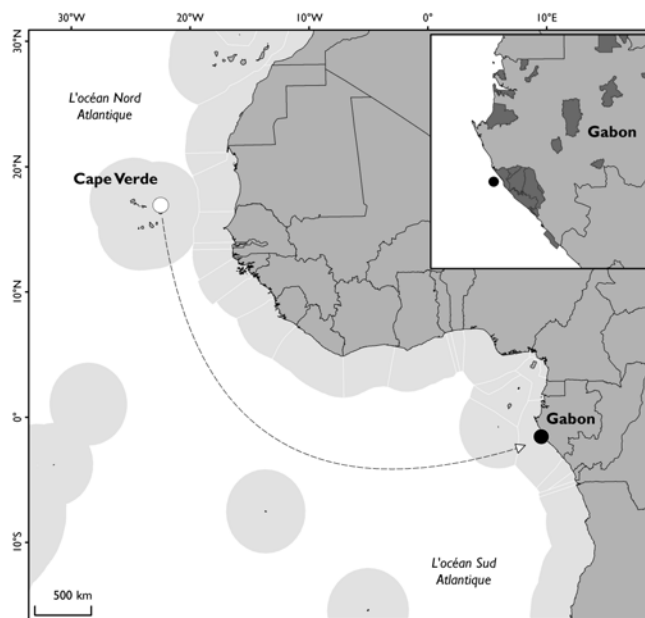 20°W
20°W
10°W
0°
10°E
30°N
L'océan Nord
Atlantique
Gabon
Cape Verde
20°N
10°N
0°
Gabon
10°S
L'océan Sud
Atlantique
500 km